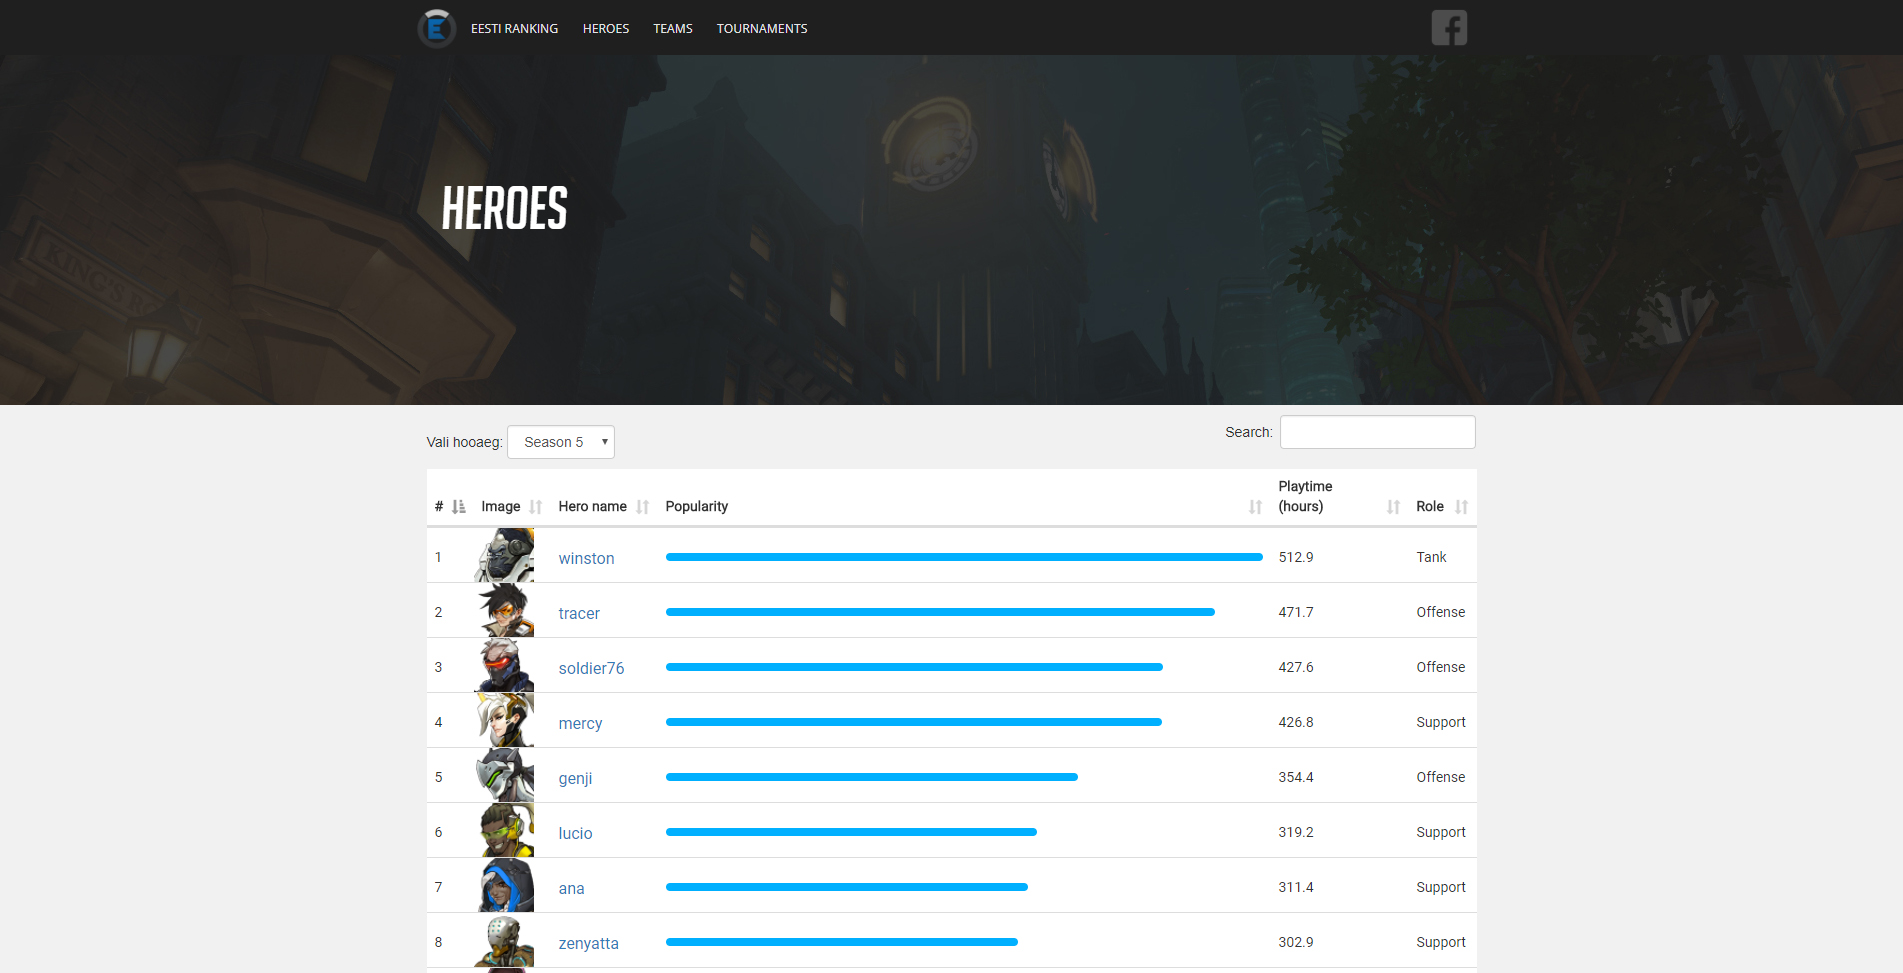 EESTI RANKING HEROES TEAMS TOURNAMENTS
HEROES
Vali hooaeg: Season 5
Search:
# Image Hero name Popularity Playtime (hours) Role
1 winston 512.9 Tank
2 tracer 471.7 Offense
3 soldier76 427.6 Offense
4 mercy 426.8 Support
5 genji 354.4 Offense
6 lucio 319.2 Support
7 ana 311.4 Support
8 zenyatta 302.9 Support